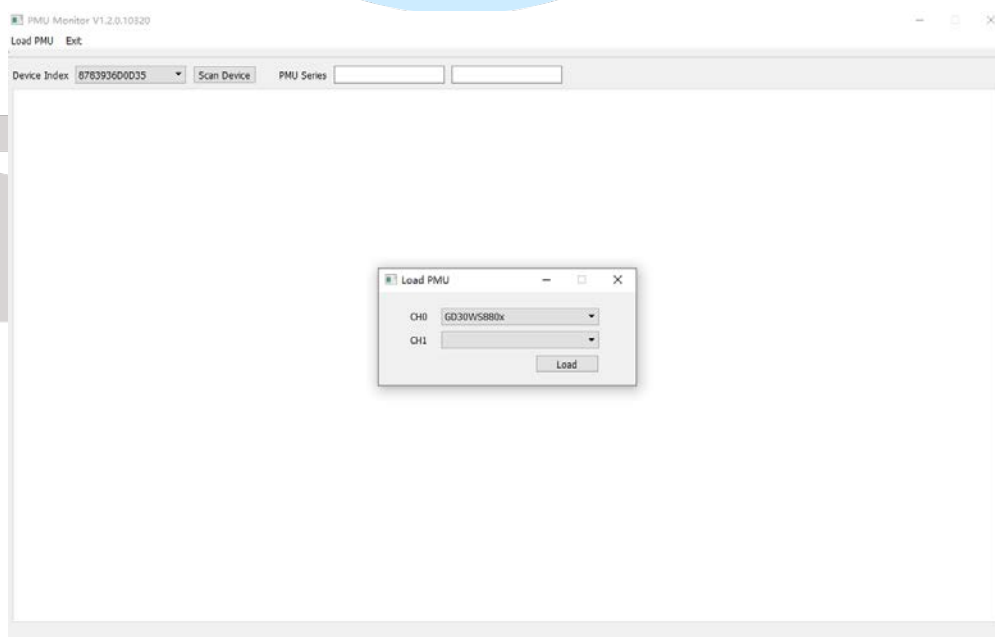 PMU Monitor V1.2.0.10320
Load PMU Exit
Device Index 8783936D0D35 Scan Device PMU Series
Load PMU
CH0 GD30WS880x
CH1
Load